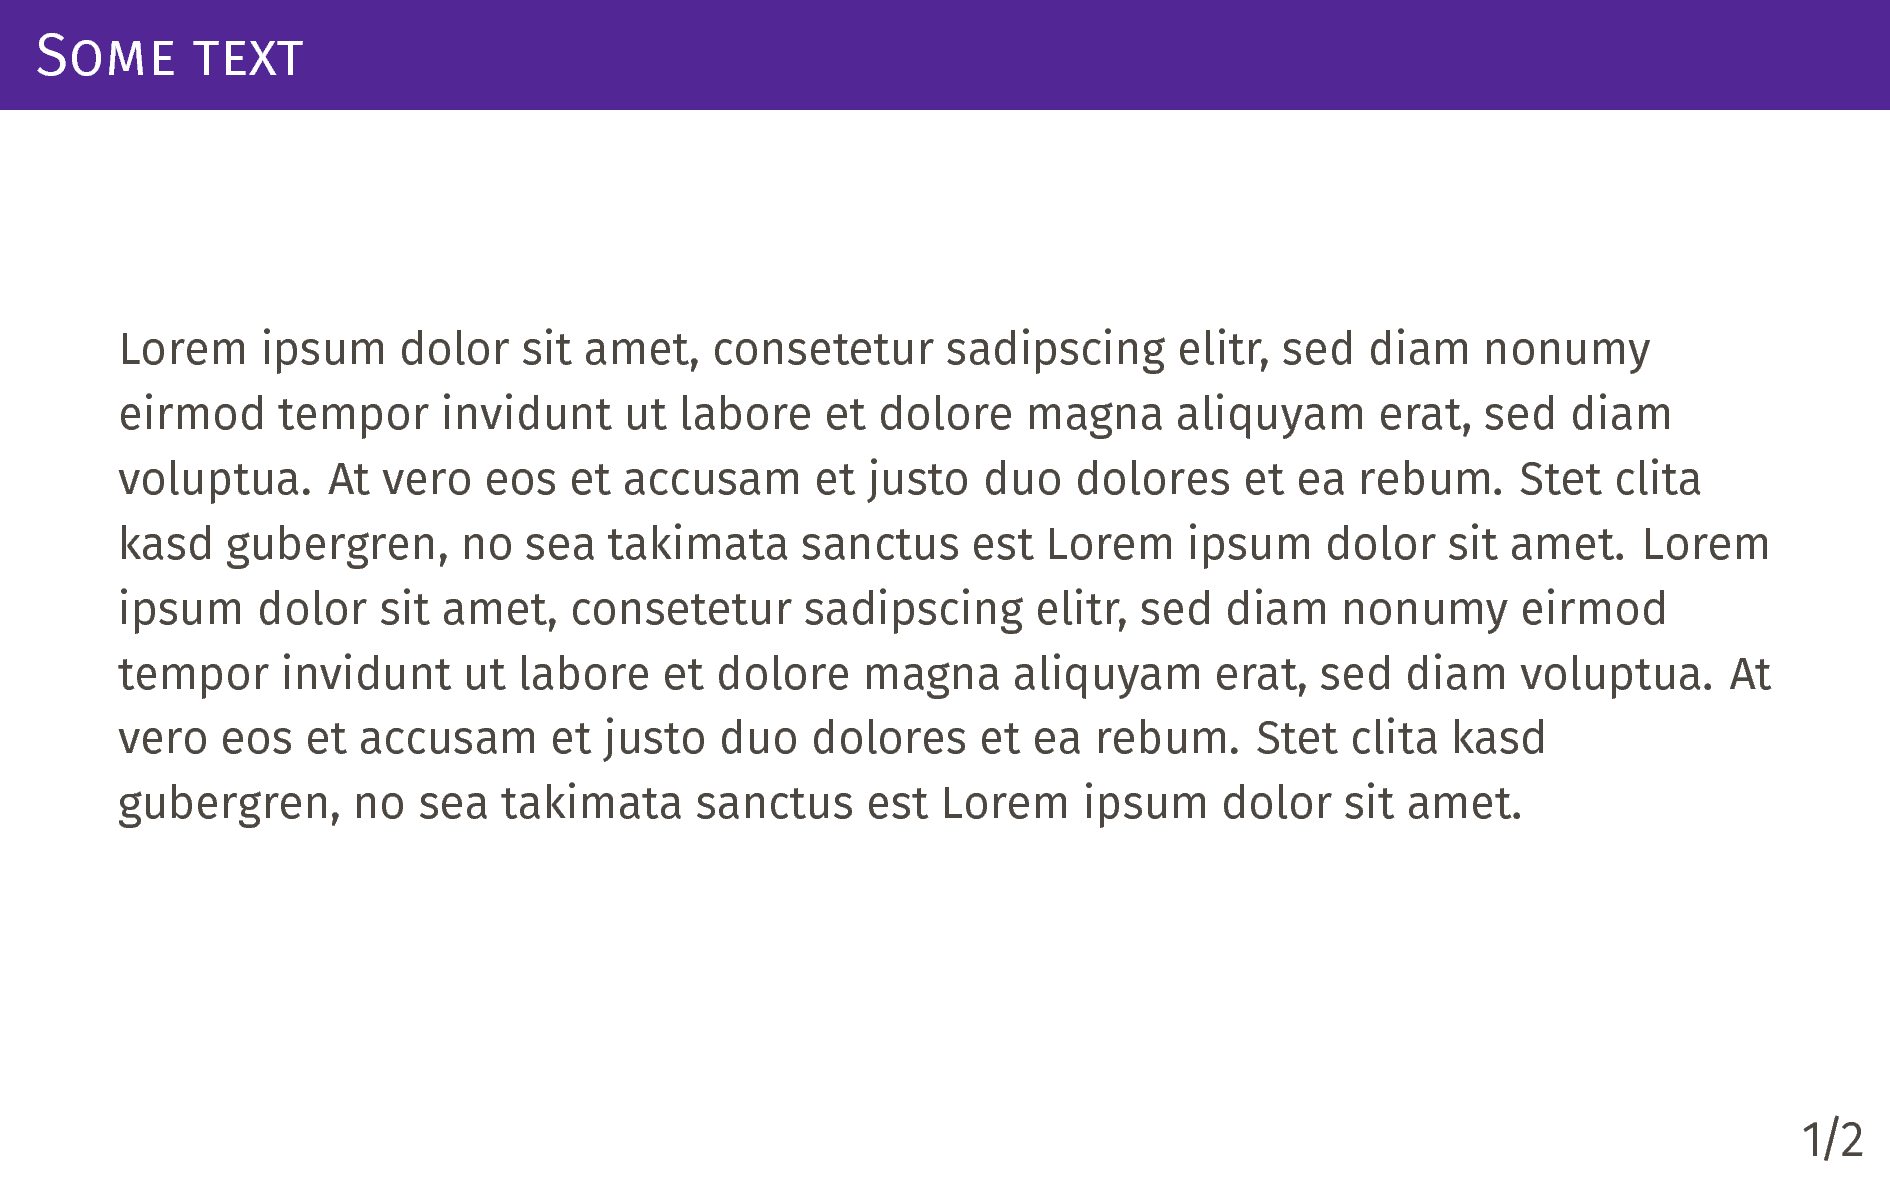 Some text
Lorem ipsum dolor sit amet, consetetur sadipscing elitr, sed diam nonumy
eirmod tempor invidunt ut labore et dolore magna aliquyam erat, sed diam
voluptua. At vero eos et accusam et justo duo dolores et ea rebum. Stet clita
kasd gubergren, no sea takimata sanctus est Lorem ipsum dolor sit amet. Lorem
ipsum dolor sit amet, consetetur sadipscing elitr, sed diam nonumy eirmod
tempor invidunt ut labore et dolore magna aliquyam erat, sed diam voluptua. At
vero eos et accusam et justo duo dolores et ea rebum. Stet clita kasd
gubergren, no sea takimata sanctus est Lorem ipsum dolor sit amet.
1/2